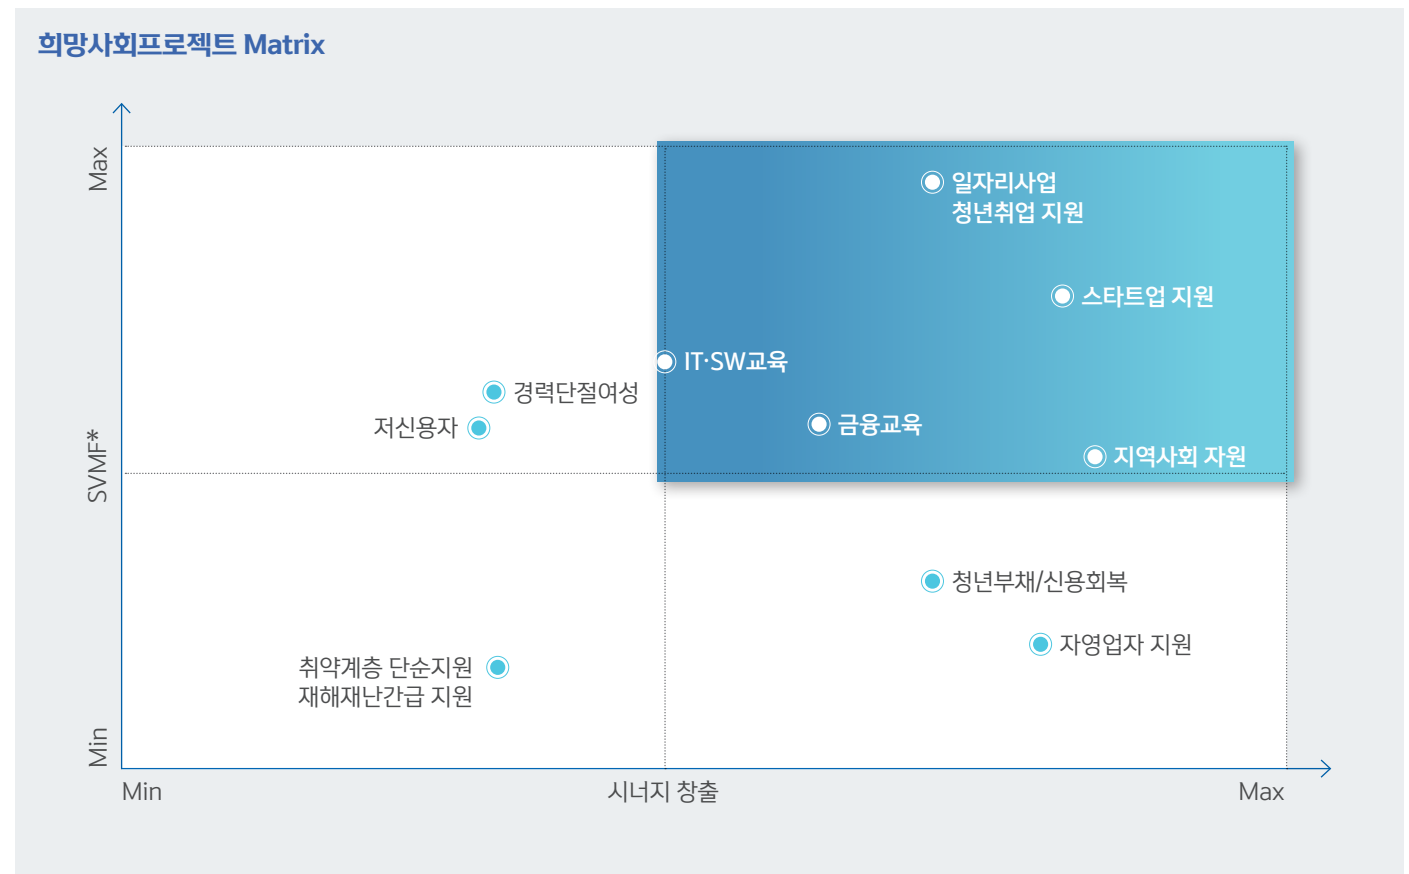 희망사회프로젝트 Matrix
Max
SVMF*
Min
일자리사업
청년취업 지원
스타트업 지원
IT·SW교육
경력단절여성
저신용자
금융교육
지역사회 자원
청년부채/신용회복
자영업자 지원
취약계층 단순지원
재해재난간급 지원
Min
시너지 창출
Max